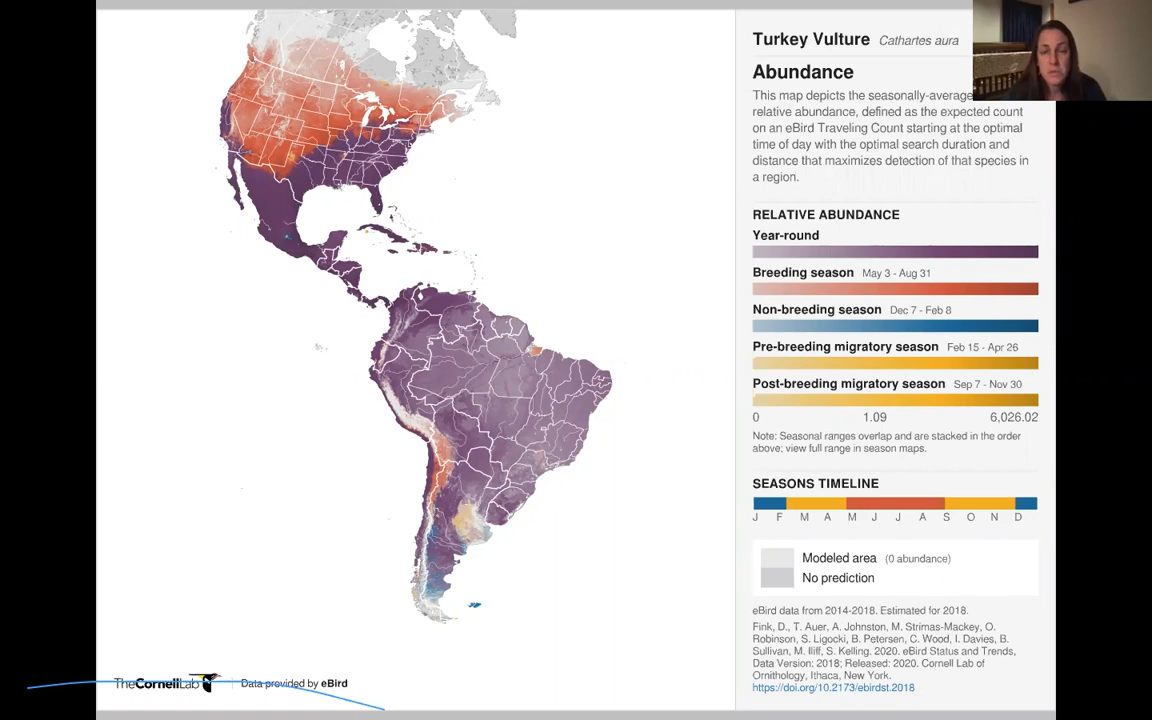 Turkey Vulture Cathartes aura
Abundance
This map depicts the seasonally-average
relative abundance, defined as the expected count
on an eBird Traveling Count starting at the optimal
time of day with the optimal search duration and
distance that maximizes detection of that species in
a region.
RELATIVE ABUNDANCE
Year-round
Breeding season May 3 - Aug 31
Non-breeding season Dec 7 - Feb 8
Pre-breeding migratory season Feb 15 - Apr 26
Post-breeding migratory season Sep 7 - Nov 30
0 1.09 6,026.02
Note: Seasonal ranges overlap and are stacked in the order
above; view full range in season maps.
SEASONS TIMELINE
J F M A M J J A S O N D
Modeled area (0 abundance)
No prediction
eBird data from 2014-2018. Estimated for 2018.
Fink, D., T. Auer, A. Johnston, M. Strimas-Mackey, O.
Robinson, S. Ligocki, B. Petersen, C. Wood, I. Davies, B.
Sullivan, M. Iliff, S. Kelling. 2020. eBird Status and Trends,
Data Version: 2018; Released: 2020. Cornell Lab of
Ornithology, Ithaca, New York.
https://doi.org/10.2173/ebirdst.2018
TheCornellLab Data provided by eBird